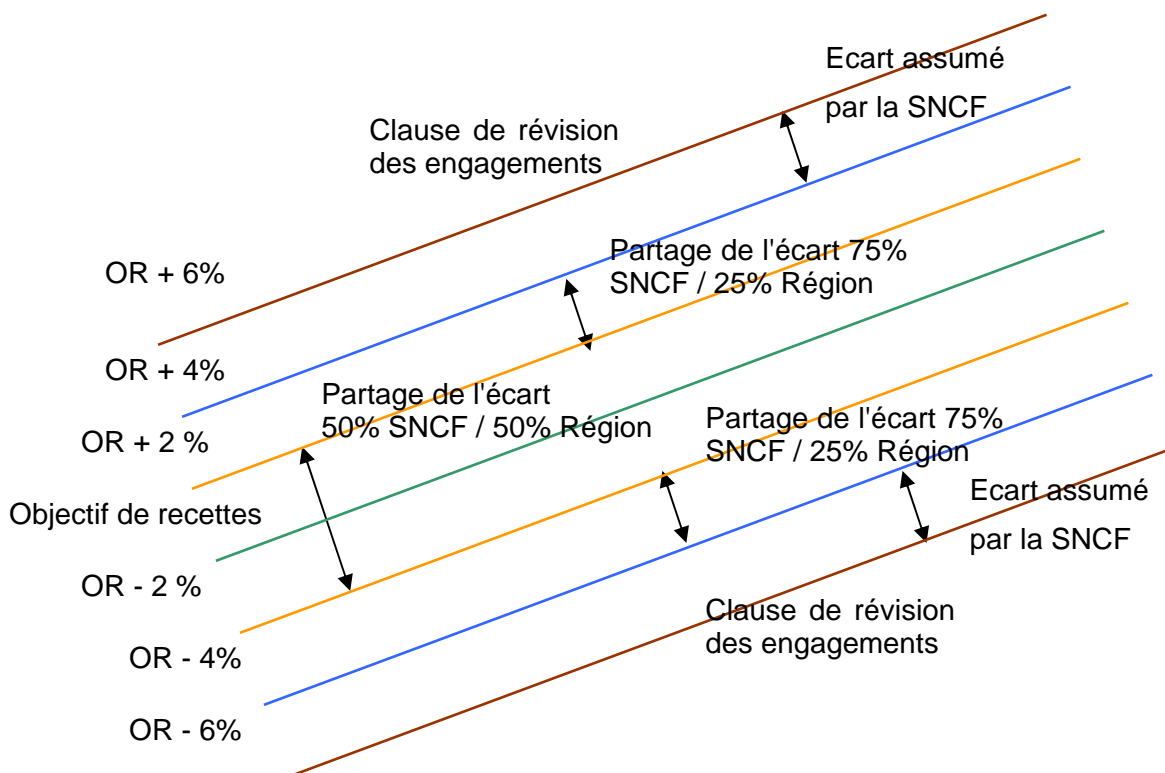 Ecart assumé
par la SNCF
Clause de révision
des engagements
OR + 6%
Partage de l'écart 75%
SNCF / 25% Région
OR + 4%
Partage de l'écart
50% SNCF / 50% Région
Partage de l'écart 75%
SNCF / 25% Région
OR + 2 %
Ecart assumé
par la SNCF
Objectif de recettes
OR - 2 %
Clause de révision
des engagements
OR - 4%
OR - 6%